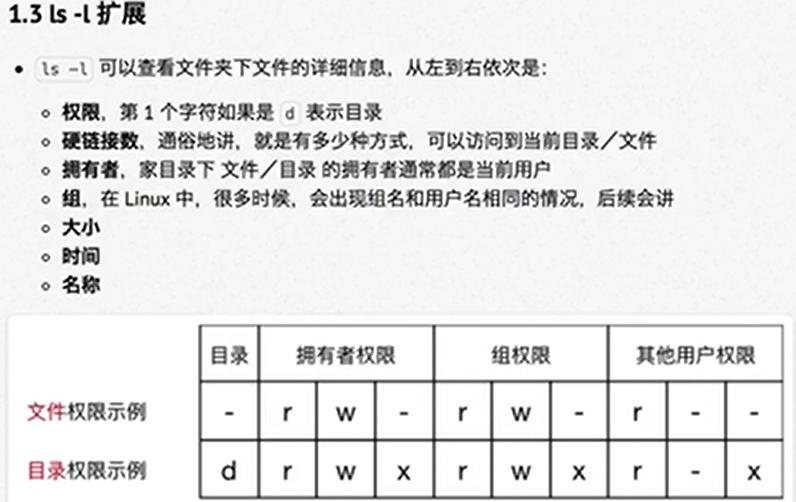 1.3 ls -l 扩展
ls -l 可以查看文件夹下文件的详细信息，从左到右依次是：
权限，第 1 个字符如果是 d 表示目录
硬链接数，通俗地讲，就是有多少种方式，可以访问到当前目录／文件
拥有者，家目录下 文件／目录 的拥有者通常都是当前用户
组，在 Linux 中，很多时候，会出现组名和用户名相同的情况，后续会讲
大小
时间
名称
目录 拥有者权限 组权限 其他用户权限
文件权限示例 - r w - r w - r - -
目录权限示例 d r w x r w x r - x